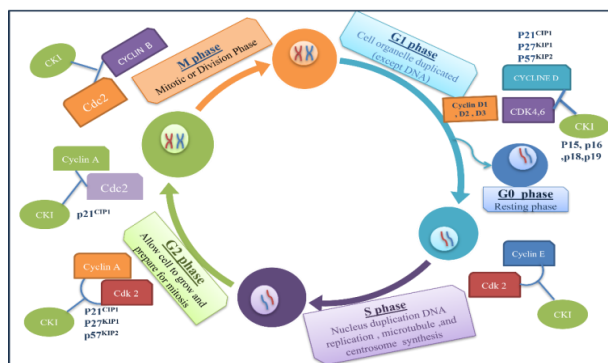 M phase
Mitotic or Division Phase
G1 phase
Cell organelle duplicated
(except DNA)
P21CIP1
P27KIP1
P57KIP2
CYCLINE D
Cyclin D1
, D2 , D3
CDK4,6
CKI
P15, p16
,p18,p19
G0 phase
Resting phase
Cyclin E
Cdk 2
CKI
S phase
Nucleus duplication DNA
replication , microtubule ,and
centrosome synthesis
G2 phase
Allow cell to grow and
prepare for mitosis
Cyclin A
Cdk 2
CKI
P21CIP1
P27KIP1
p57KIP2
Cyclin A
Cdc2
CKI
p21CIP1
CKI
CYCLIN B
Cdc2